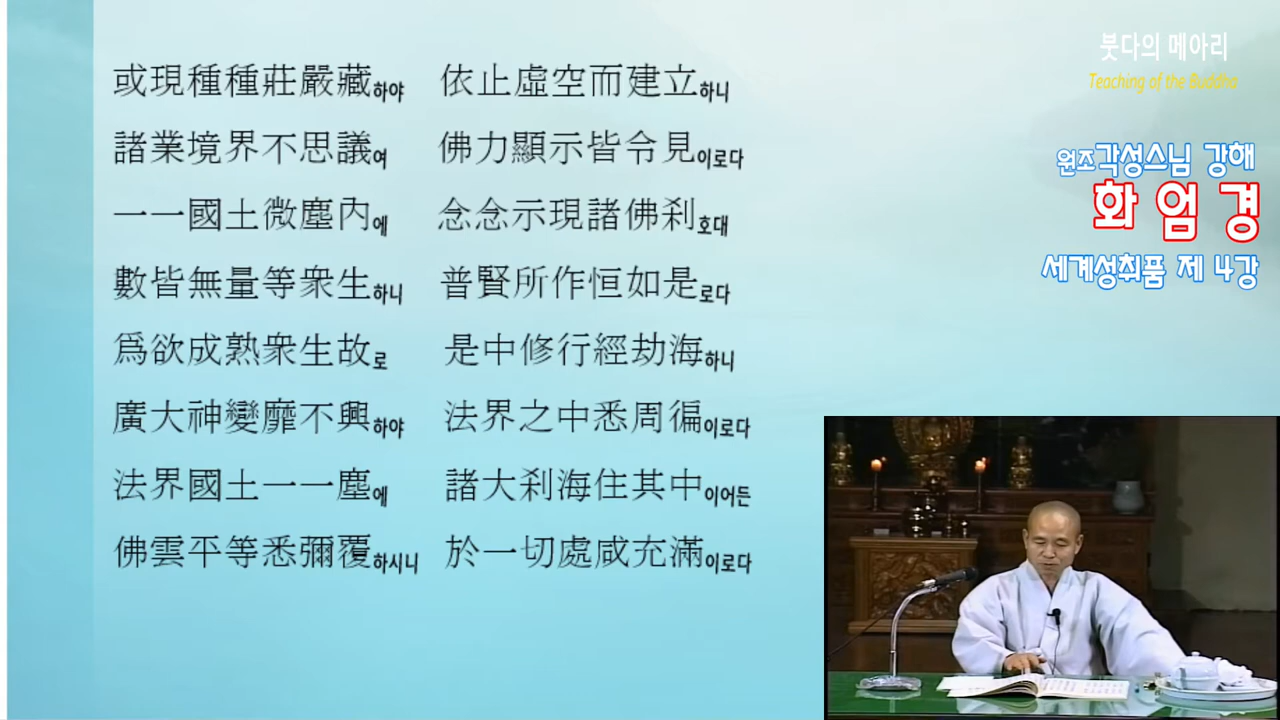 或現種種莊嚴藏하야 依止虛空而建立하니
諸業境界不思議여 佛力顯示皆令見이로다
一一國土微塵內에 念念示現諸佛刹호대
數皆無量等衆生하니 普賢所作恒如是로다
爲欲成熟衆生故로 是中修行經劫海하니
廣大神變靡不興하야 法界之中悉周徧이로다
法界國土一一塵에 諸大刹海住其中이어든
佛雲平等悉彌覆하시니 於一切處咸充滿이로다
붓다의 메아리
Teaching of the Buddha
원조각성스님 강해
화엄경
세계성취품 제 4강